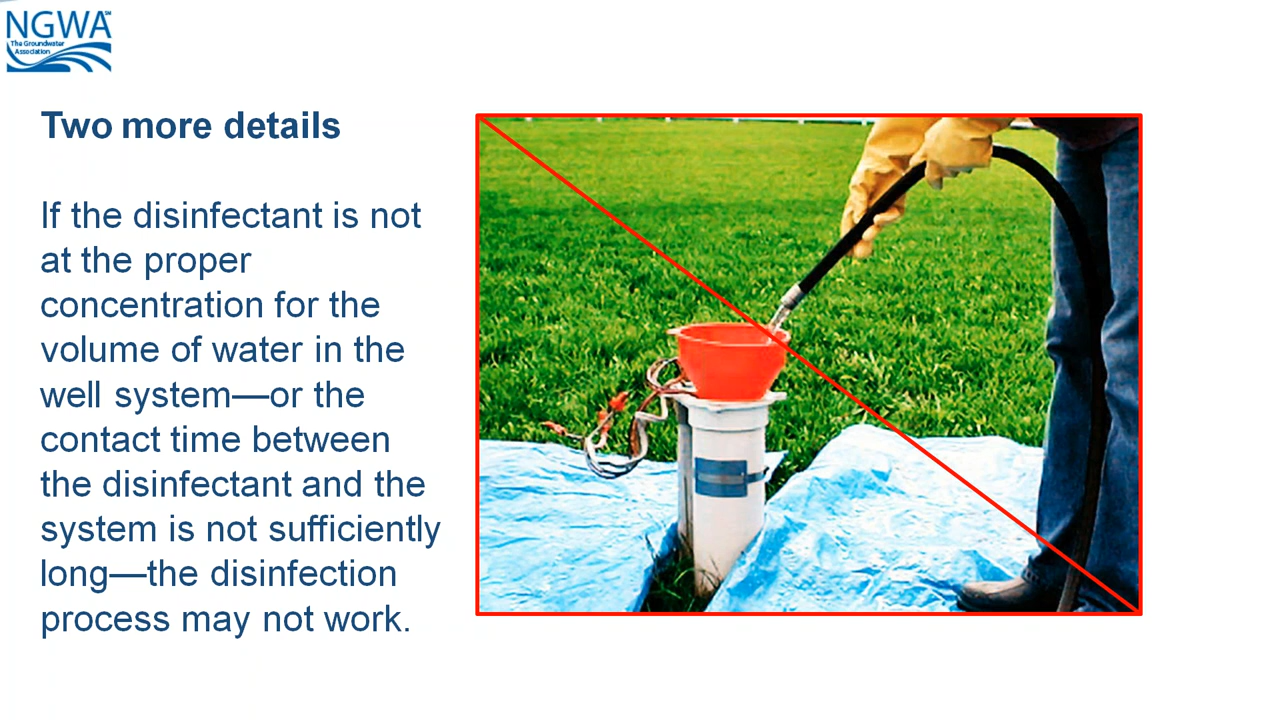 NGWA
The Groundwater
Association
Two more details
If the disinfectant is not
at the proper
concentration for the
volume of water in the
well system—or the
contact time between
the disinfectant and the
system is not sufficiently
long—the disinfection
process may not work.